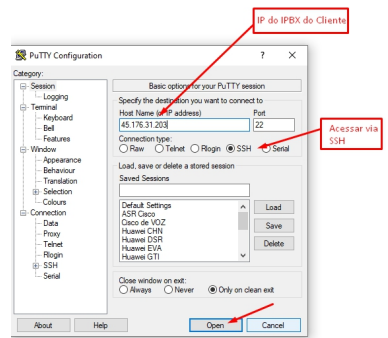 IP do IPBX do Cliente
PuTTY Configuration
Category:
Session
Logging
Terminal
Keyboard
Bell
Features
Window
Appearance
Behaviour
Translation
Selection
Colours
Connection
Data
Proxy
Telnet
Rlogin
SSH
Serial
Basic options for your PuTTY session
Specify the destination you want to connect to
Host Name (or IP address)
Port
45.176.31.203
22
Connection type:
Raw
Telnet
Rlogin
SSH
Serial
Acessar via
SSH
Load, save or delete a stored session
Saved Sessions
Default Settings
ASR Cisco
Cisco de VOZ
Huawei CHN
Huawei DSR
Huawei EVA
Huawei GTI
Load
Save
Delete
Close window on exit:
Always
Never
Only on clean exit
About
Help
Open
Cancel